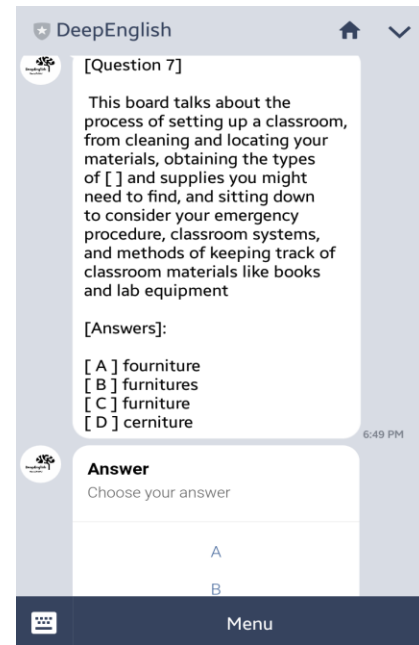 DeepEnglish
[Question 7]
This board talks about the
process of setting up a classroom,
from cleaning and locating your
materials, obtaining the types
of [ ] and supplies you might
need to find, and sitting down
to consider your emergency
procedure, classroom systems,
and methods of keeping track of
classroom materials like books
and lab equipment
[Answers]:
[ A ] fourniture
[ B ] furnitures
[ C ] furniture
[ D ] cerniture
6:49 PM
Answer
Choose your answer
A
B
Menu